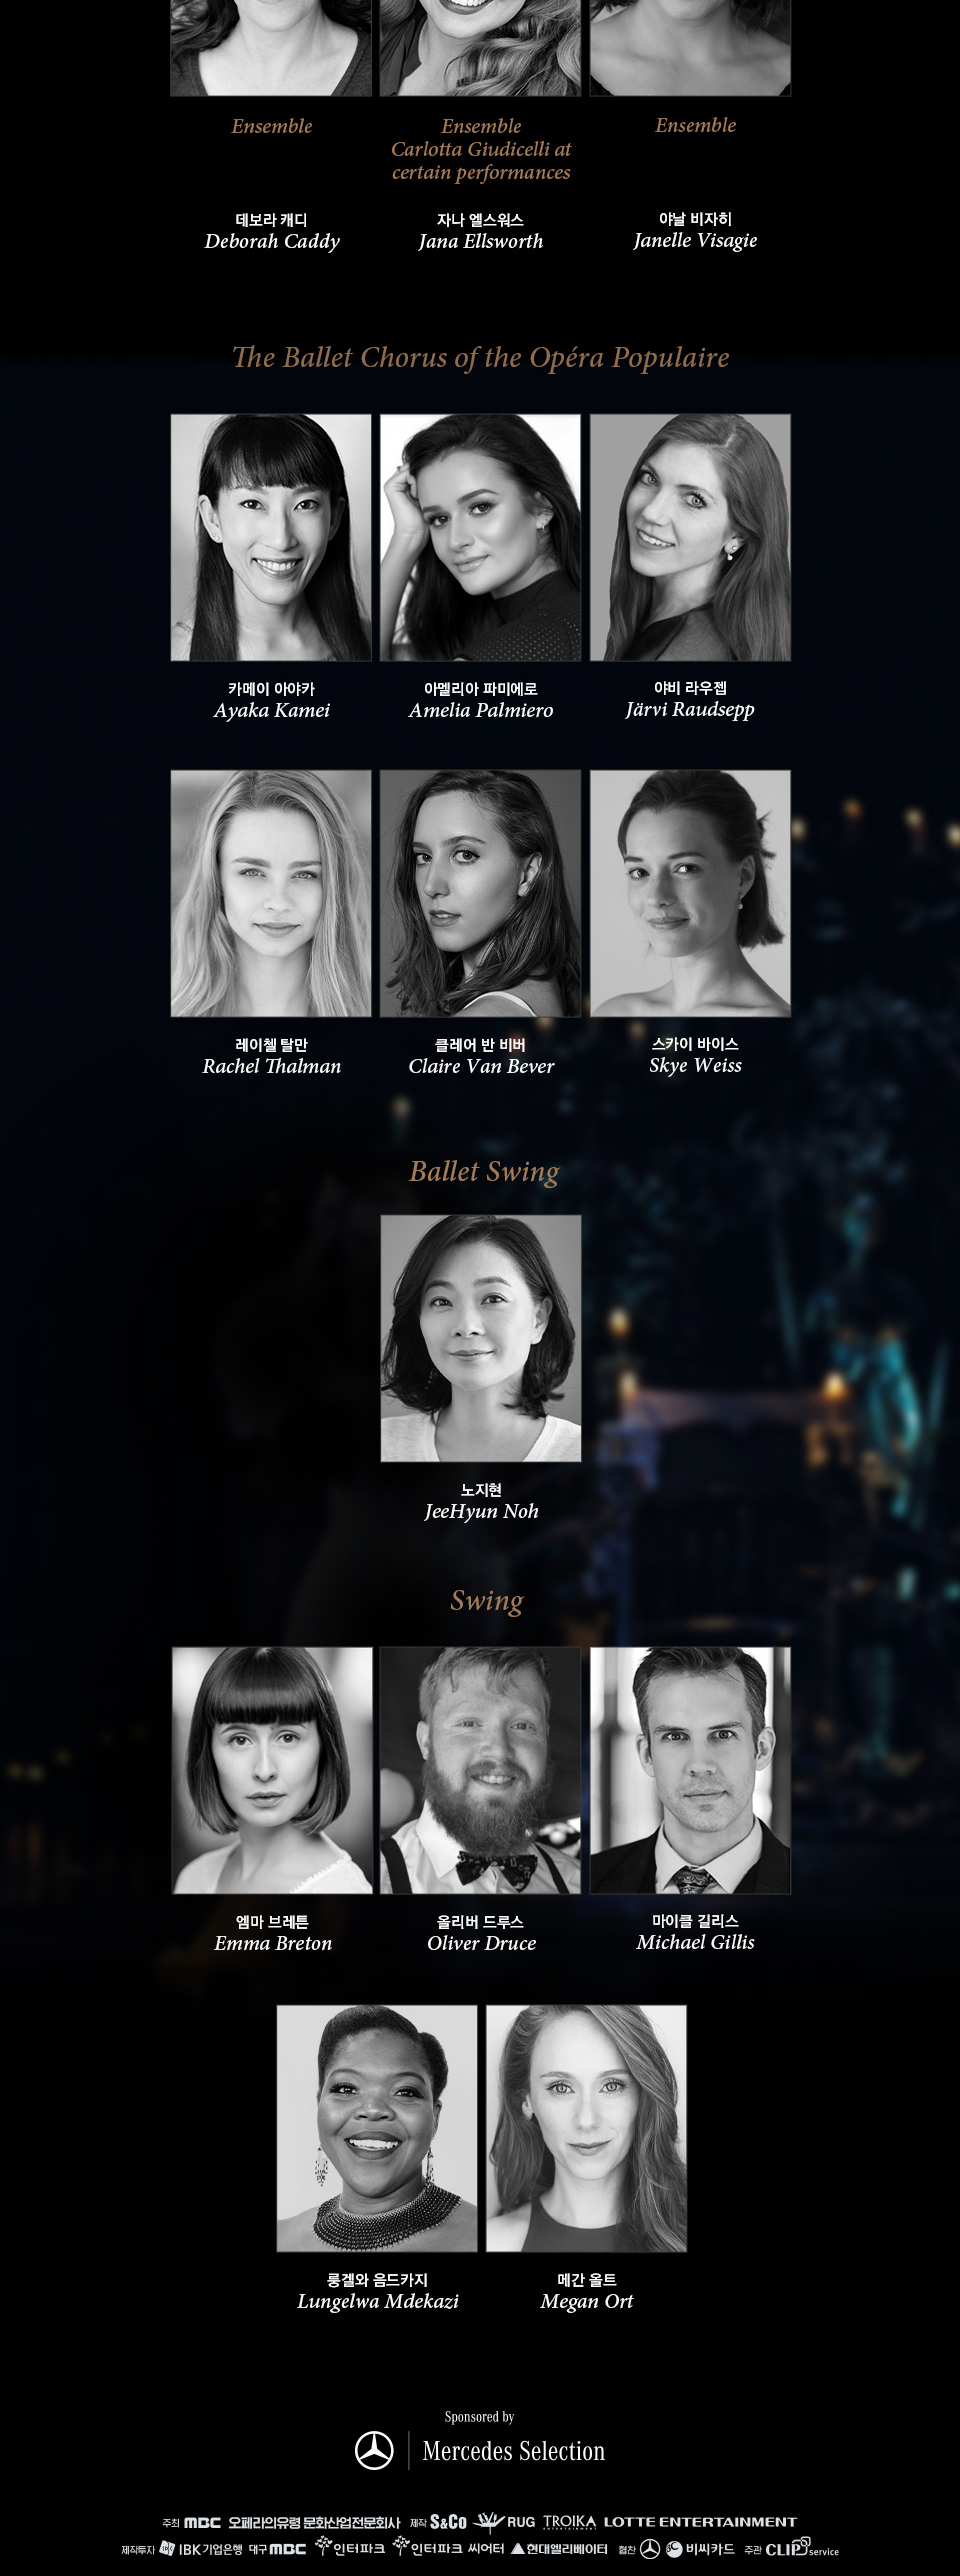 Ensemble
Ensemble
Carlotta Giudicelli at
certain performances
Ensemble
데보라 캐디
Deborah Caddy
자나 엘스워스
Jana Ellsworth
야넬 비자히
Janelle Visagie
The Ballet Chorus of the Opéra Populaire
카메이 아야카
Ayaka Kamei
아멜리아 파미에로
Amelia Palmiero
야비 라우젭
Järvi Raudsepp
레이첼 탈만
Rachel Thalman
클레어 반 비버
Claire Van Bever
스카이 바이스
Skye Weiss
Ballet Swing
노지현
JeeHyun Noh
Swing
엠마 브레튼
Emma Breton
올리버 드루스
Oliver Druce
마이클 길리스
Michael Gillis
룽겔와 음드카지
Lungelwa Mdekazi
메간 올트
Megan Ort
Sponsored by
Mercedes Selection
주최 MBC 오페라의유령 문화산업전문회사 제작 S&Co RUG TROIKA ENTERTAINMENT LOTTE ENTERTAINMENT
제작투자 IBK IBK기업은행 대구MBC 인터파크 인터파크 씨어터 현대엘리베이터 협찬 비씨카드 주관 CLIP service